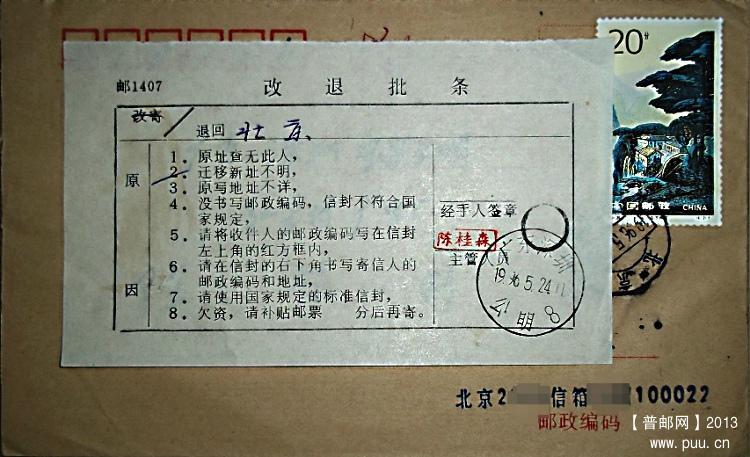 20分
邮1407 改退批条
改寄
退回 北京
原因
1. 原址查无此人,
2. 迁移新址不明,
3. 原写地址不详,
4. 没书写邮政编码, 信封不符合国
家规定,
5. 请将收件人的邮政编码写在信封
左上角的红方框内,
6. 请在信封的右下角书写寄信人的
邮政编码和地址,
7. 请使用国家规定的标准信封,
8. 欠资, 请补贴邮票 分后再寄。
经手人签章
陈桂森
主管人员
1996.5.24
中国邮政 CHINA
北京2 信箱 100022
邮政编码【普邮网】2013
www.puu.cn